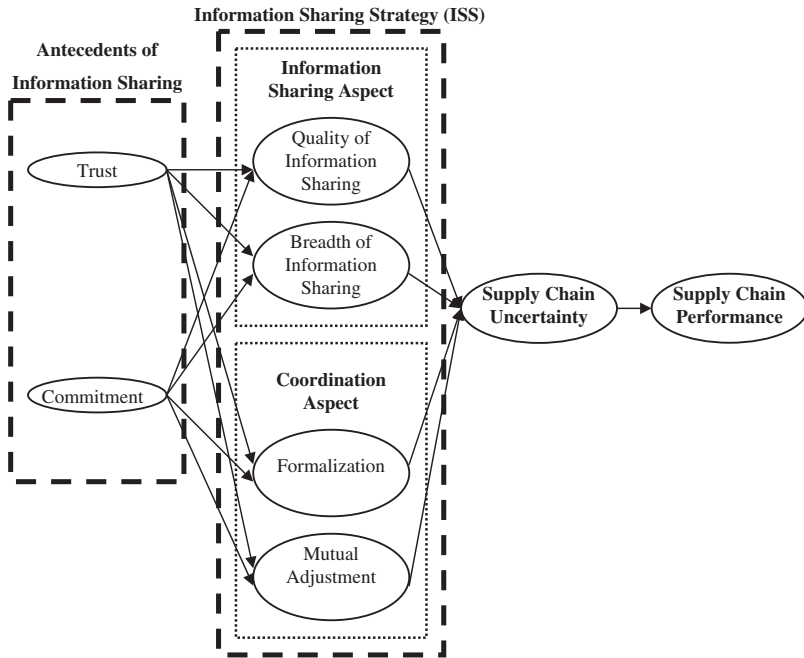 Information Sharing Strategy (ISS)
Antecedents of
Information Sharing
Information
Sharing Aspect
Quality of
Information
Sharing
Trust
Breadth of
Information
Sharing
Supply Chain
Uncertainty
Supply Chain
Performance
Coordination
Aspect
Commitment
Formalization
Mutual
Adjustment